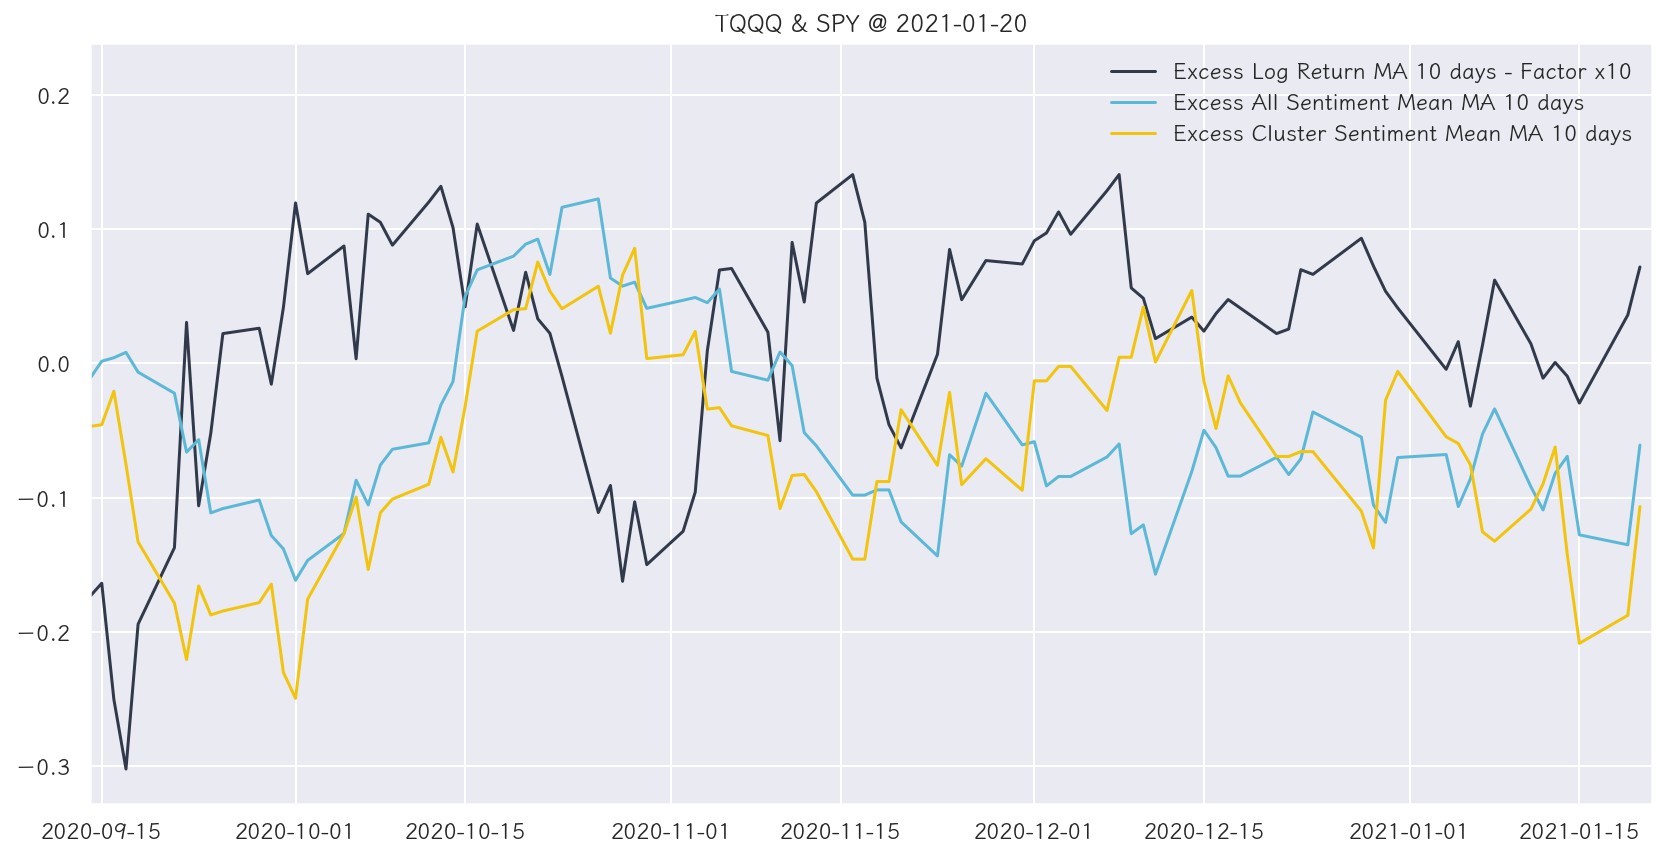 TQQQ & SPY @ 2021-01-20
Excess Log Return MA 10 days - Factor x10
Excess All Sentiment Mean MA 10 days
Excess Cluster Sentiment Mean MA 10 days
0.2
0.1
0.0
−0.1
−0.2
−0.3
2020-09-15 2020-10-01 2020-10-15 2020-11-01 2020-11-15 2020-12-01 2020-12-15 2021-01-01 2021-01-15